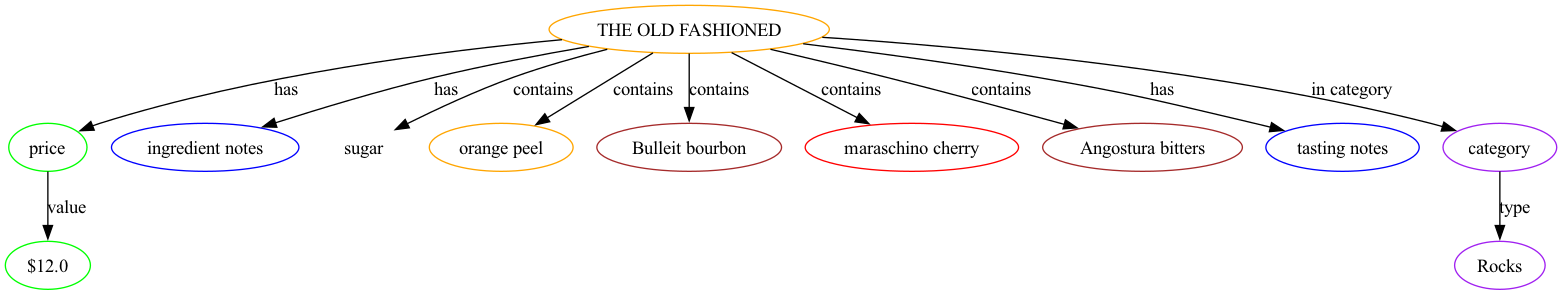 THE OLD FASHIONED
has
has
contains
contains
contains
contains
contains
has
in category
price
ingredient notes
sugar
orange peel
Bulleit bourbon
maraschino cherry
Angostura bitters
tasting notes
category
value
type
$12.0
Rocks